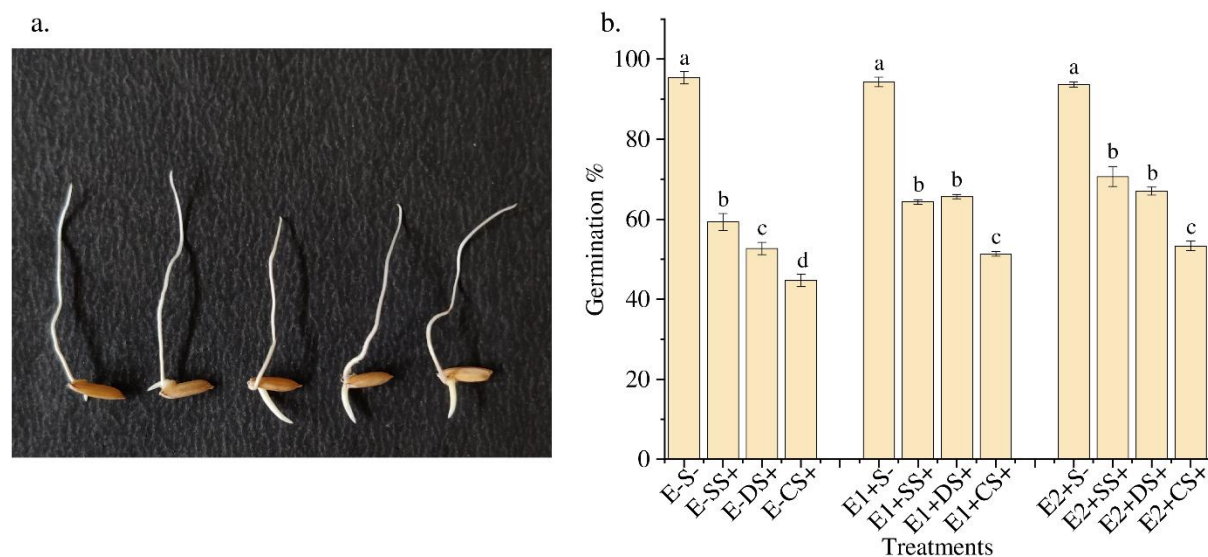 a.
b.
Germination %
100
80
60
40
20
0
a
b
c
d
a
b
b
c
a
b
b
c
E-S-
E-SS+
E-DS+
E-CS+
E1+S-
E1+SS+
E1+DS+
E1+CS+
E2+S-
E2+SS+
E2+DS+
E2+CS+
Treatments